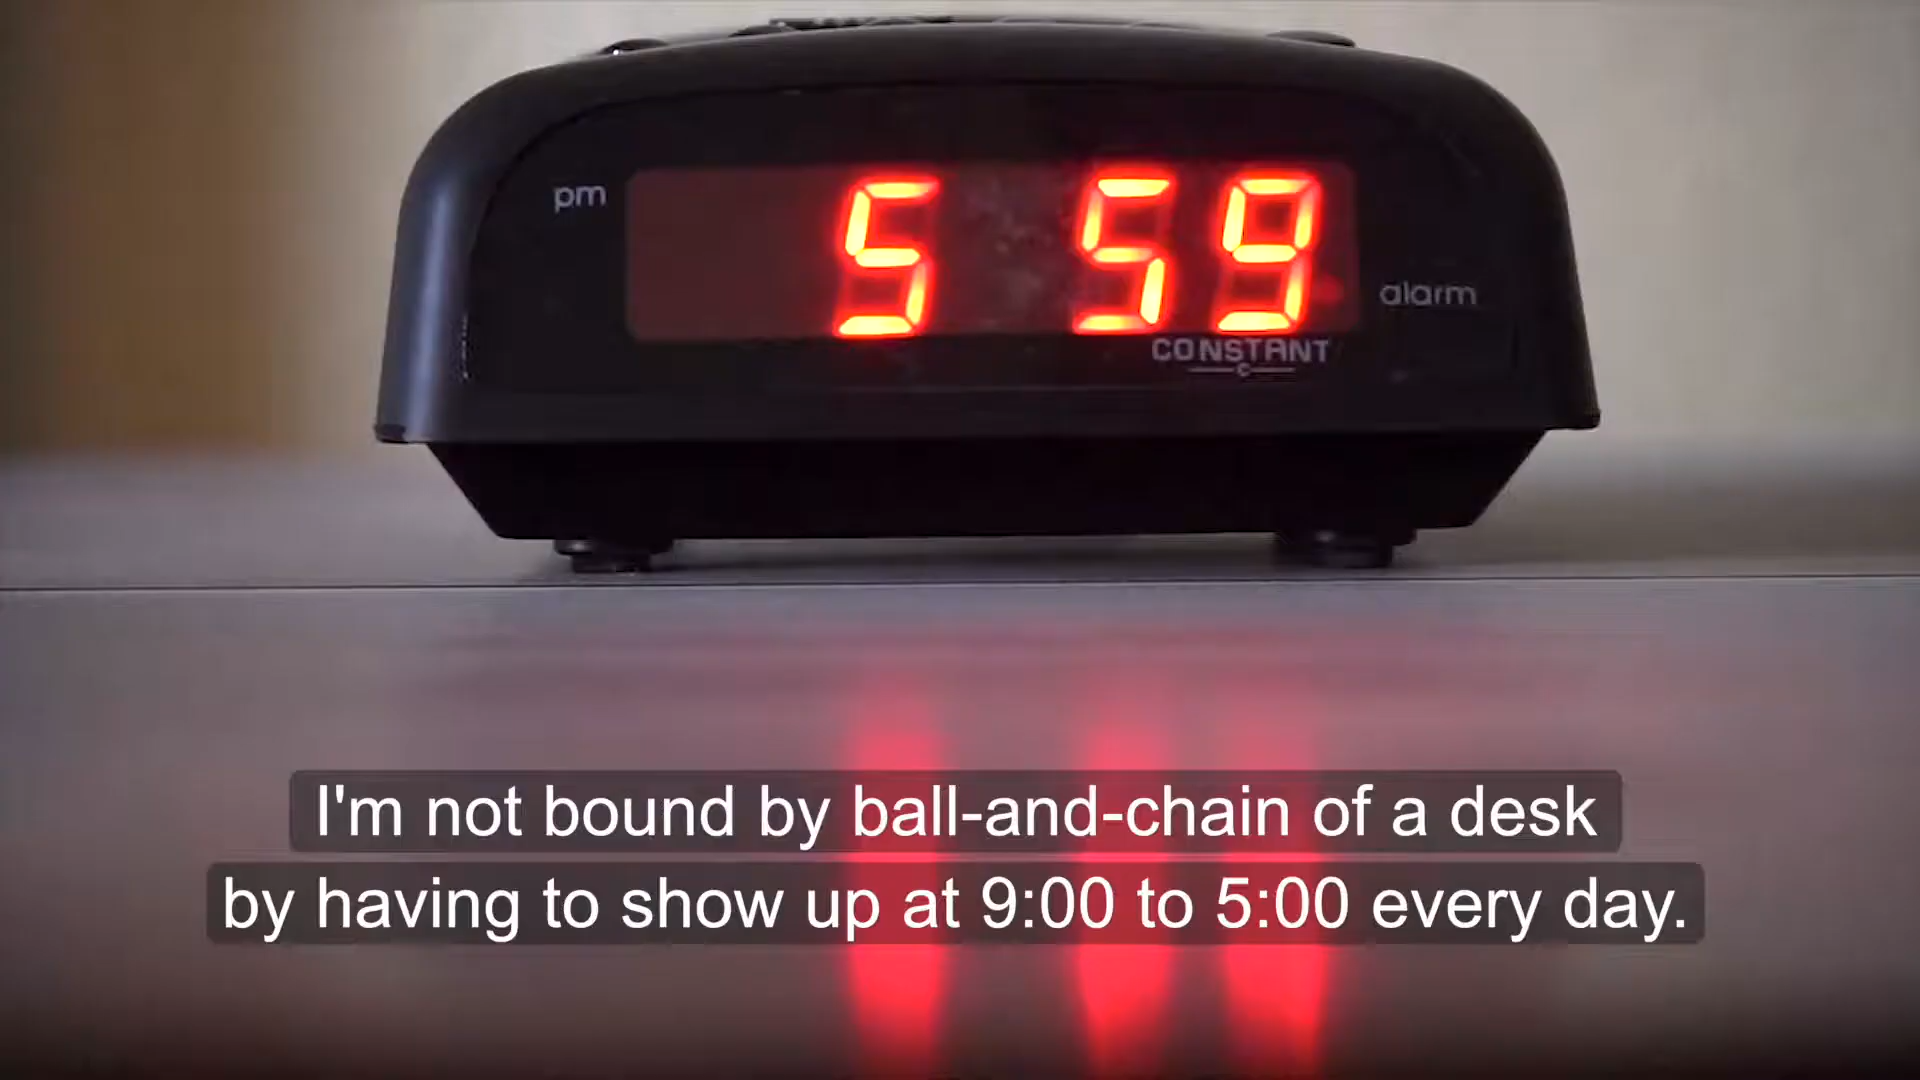 pm
5 59
alarm
CONSTANT
C
I'm not bound by ball-and-chain of a desk
by having to show up at 9:00 to 5:00 every day.